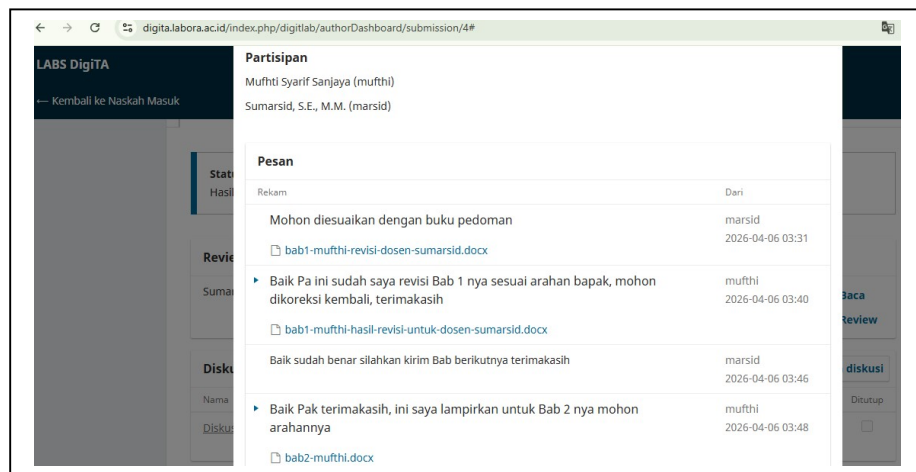 digita.labora.ac.id/index.php/digitlab/authorDashboard/submission/4#
LABS DigiTA
← Kembali ke Naskah Masuk
Partisipan
Mufhti Syarif Sanjaya (mufthi)
Sumarsid, S.E., M.M. (marsid)
Stat
Hasil
Pesan
Rekam Dari
Mohon diesuaikan dengan buku pedoman marsid
2026-04-06 03:31
bab1-mufthi-revisi-dosen-sumarsid.docx
Revie
Baik Pa ini sudah saya revisi Bab 1 nya sesuai arahan bapak, mohon mufthi
dikoreksi kembali, terimakasih 2026-04-06 03:40
Sumar
Baca
bab1-mufthi-hasil-revisi-untuk-dosen-sumarsid.docx
Review
Baik sudah benar silahkan kirim Bab berikutnya terimakasih marsid
2026-04-06 03:46
Disku
diskusi
Nama Ditutup
Baik Pak terimakasih, ini saya lampirkan untuk Bab 2 nya mohon mufthi
arahannya 2026-04-06 03:48
Disku
bab2-mufthi.docx